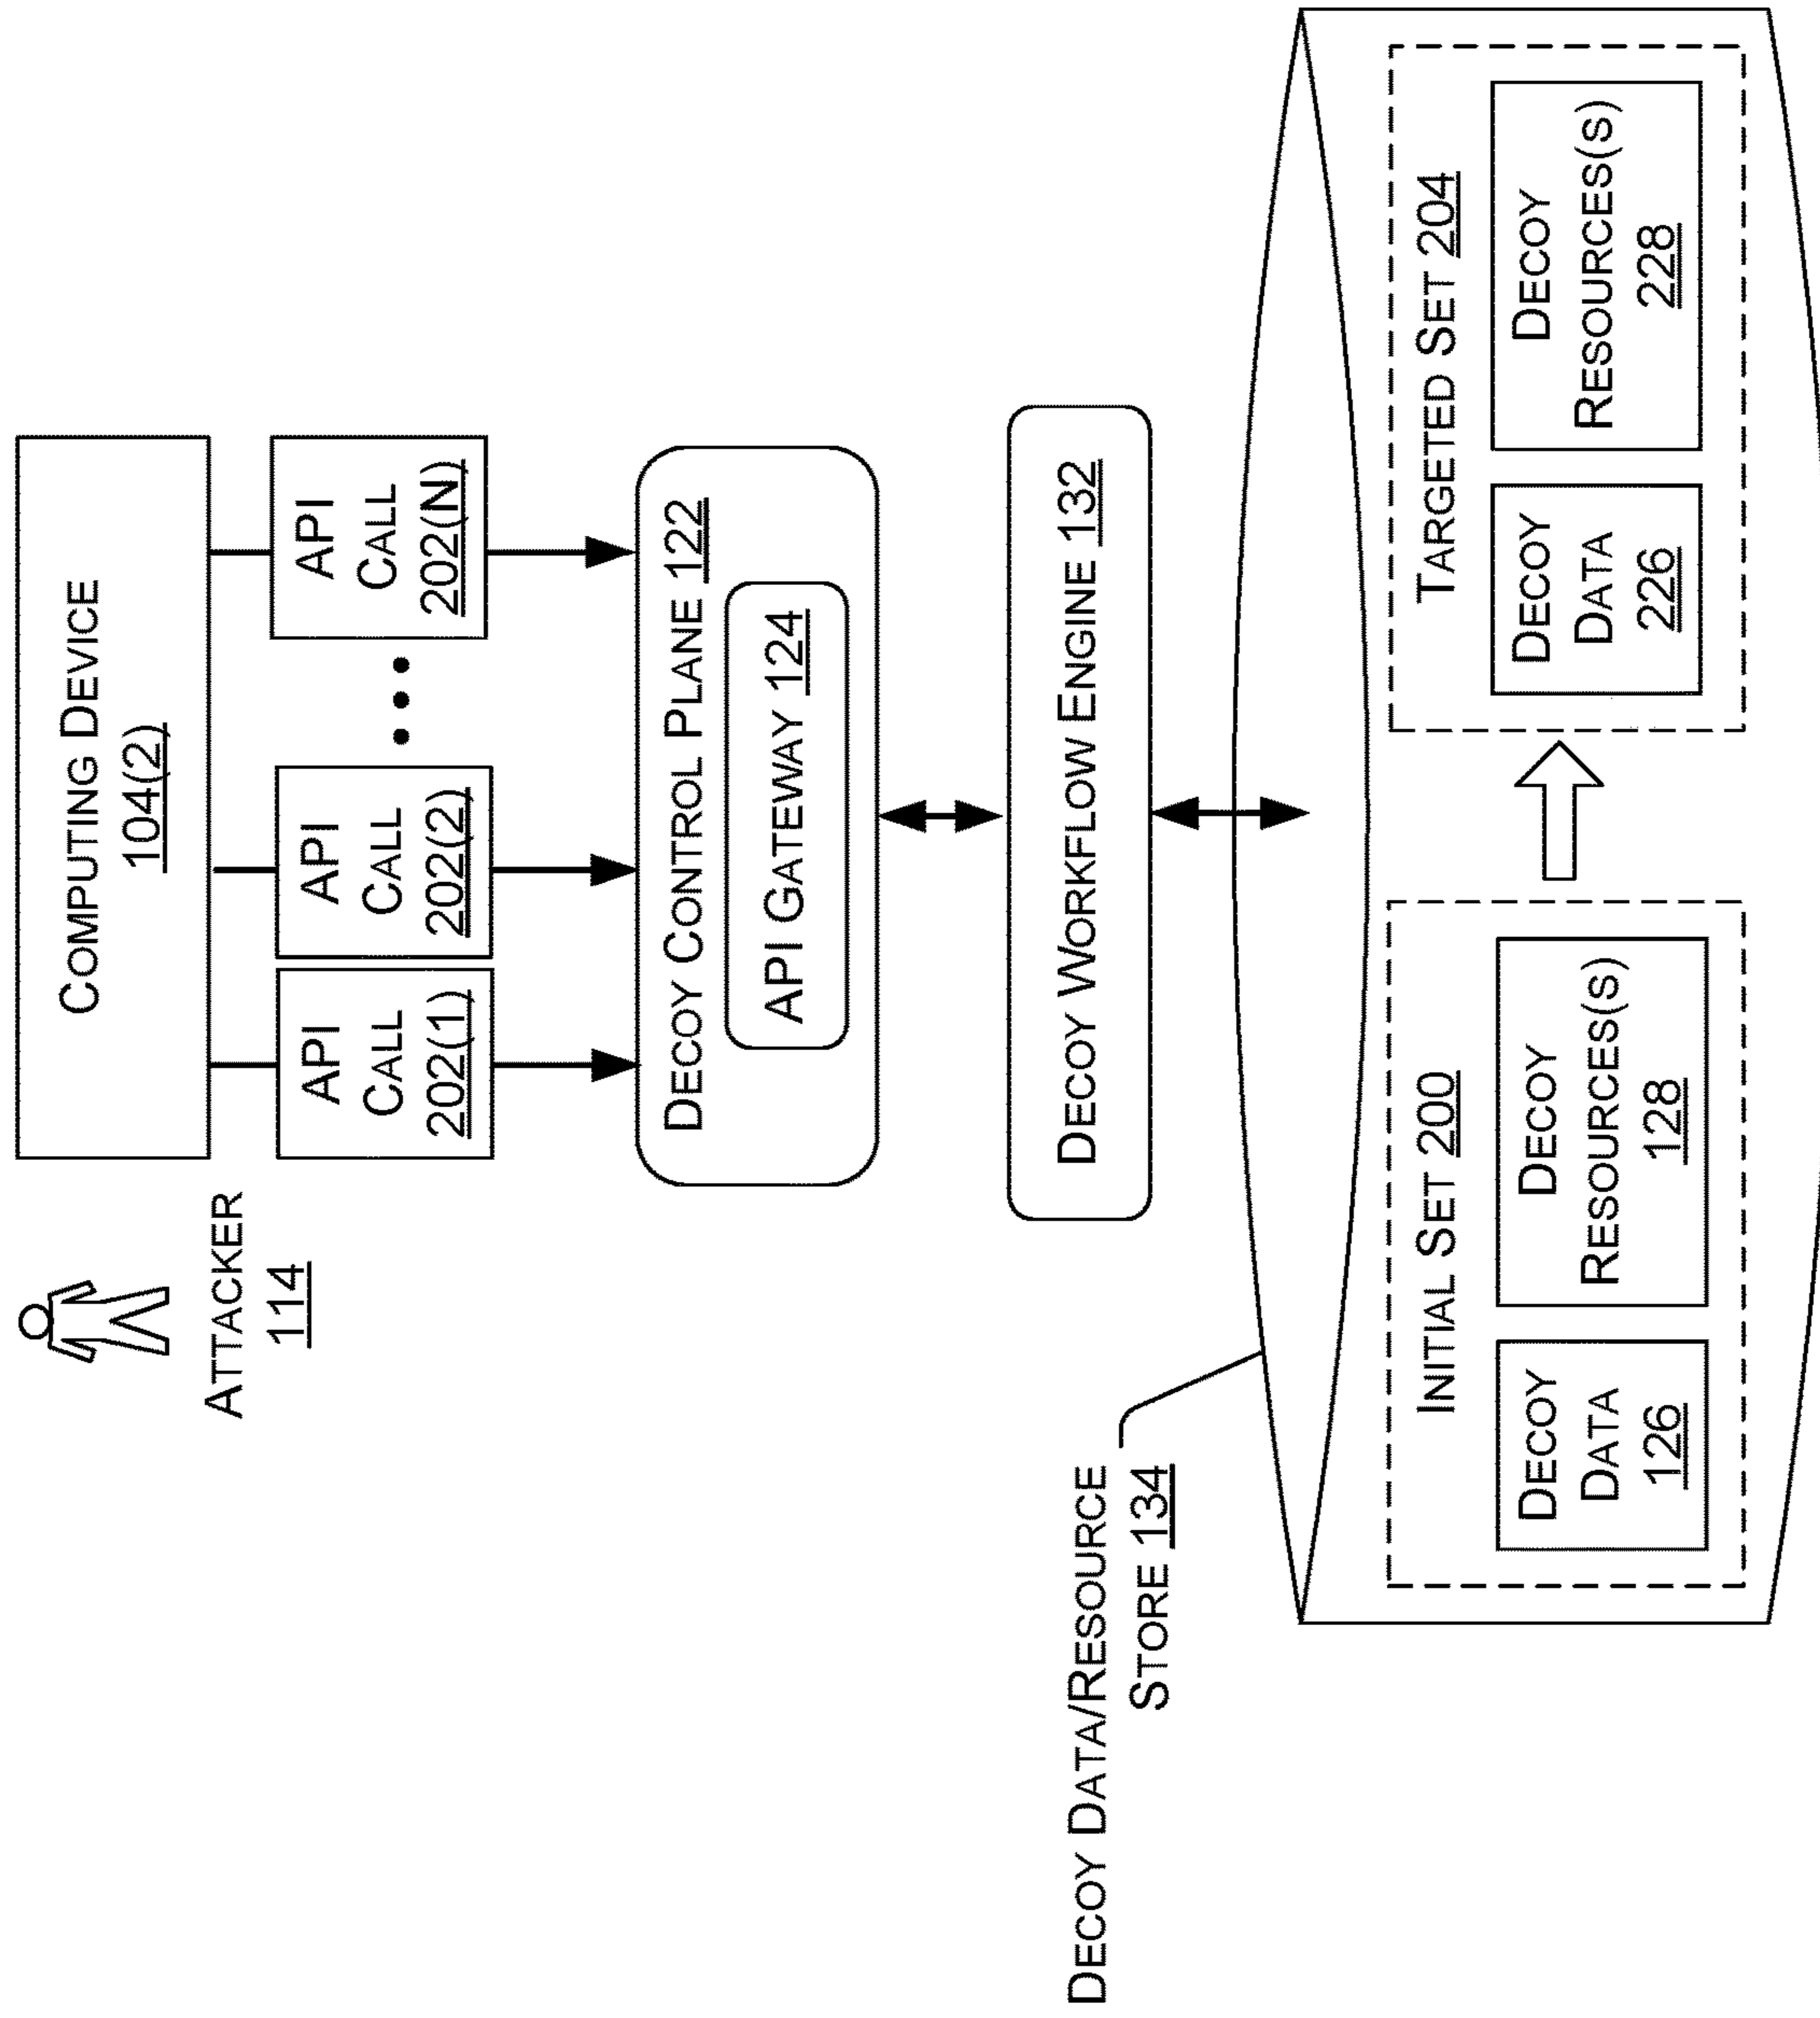 COMPUTING DEVICE
104(2)
ATTACKER
114
API
CALL
202(1)
API
CALL
202(2)
API
CALL
202(N)
DECOY CONTROL PLANE 122
API GATEWAY 124
DECOY WORKFLOW ENGINE 132
DECOY DATA/RESOURCE
STORE 134
INITIAL SET 200
DECOY
DATA
126
DECOY
RESOURCES(S)
128
TARGETED SET 204
DECOY
DATA
226
DECOY
RESOURCES(S)
228